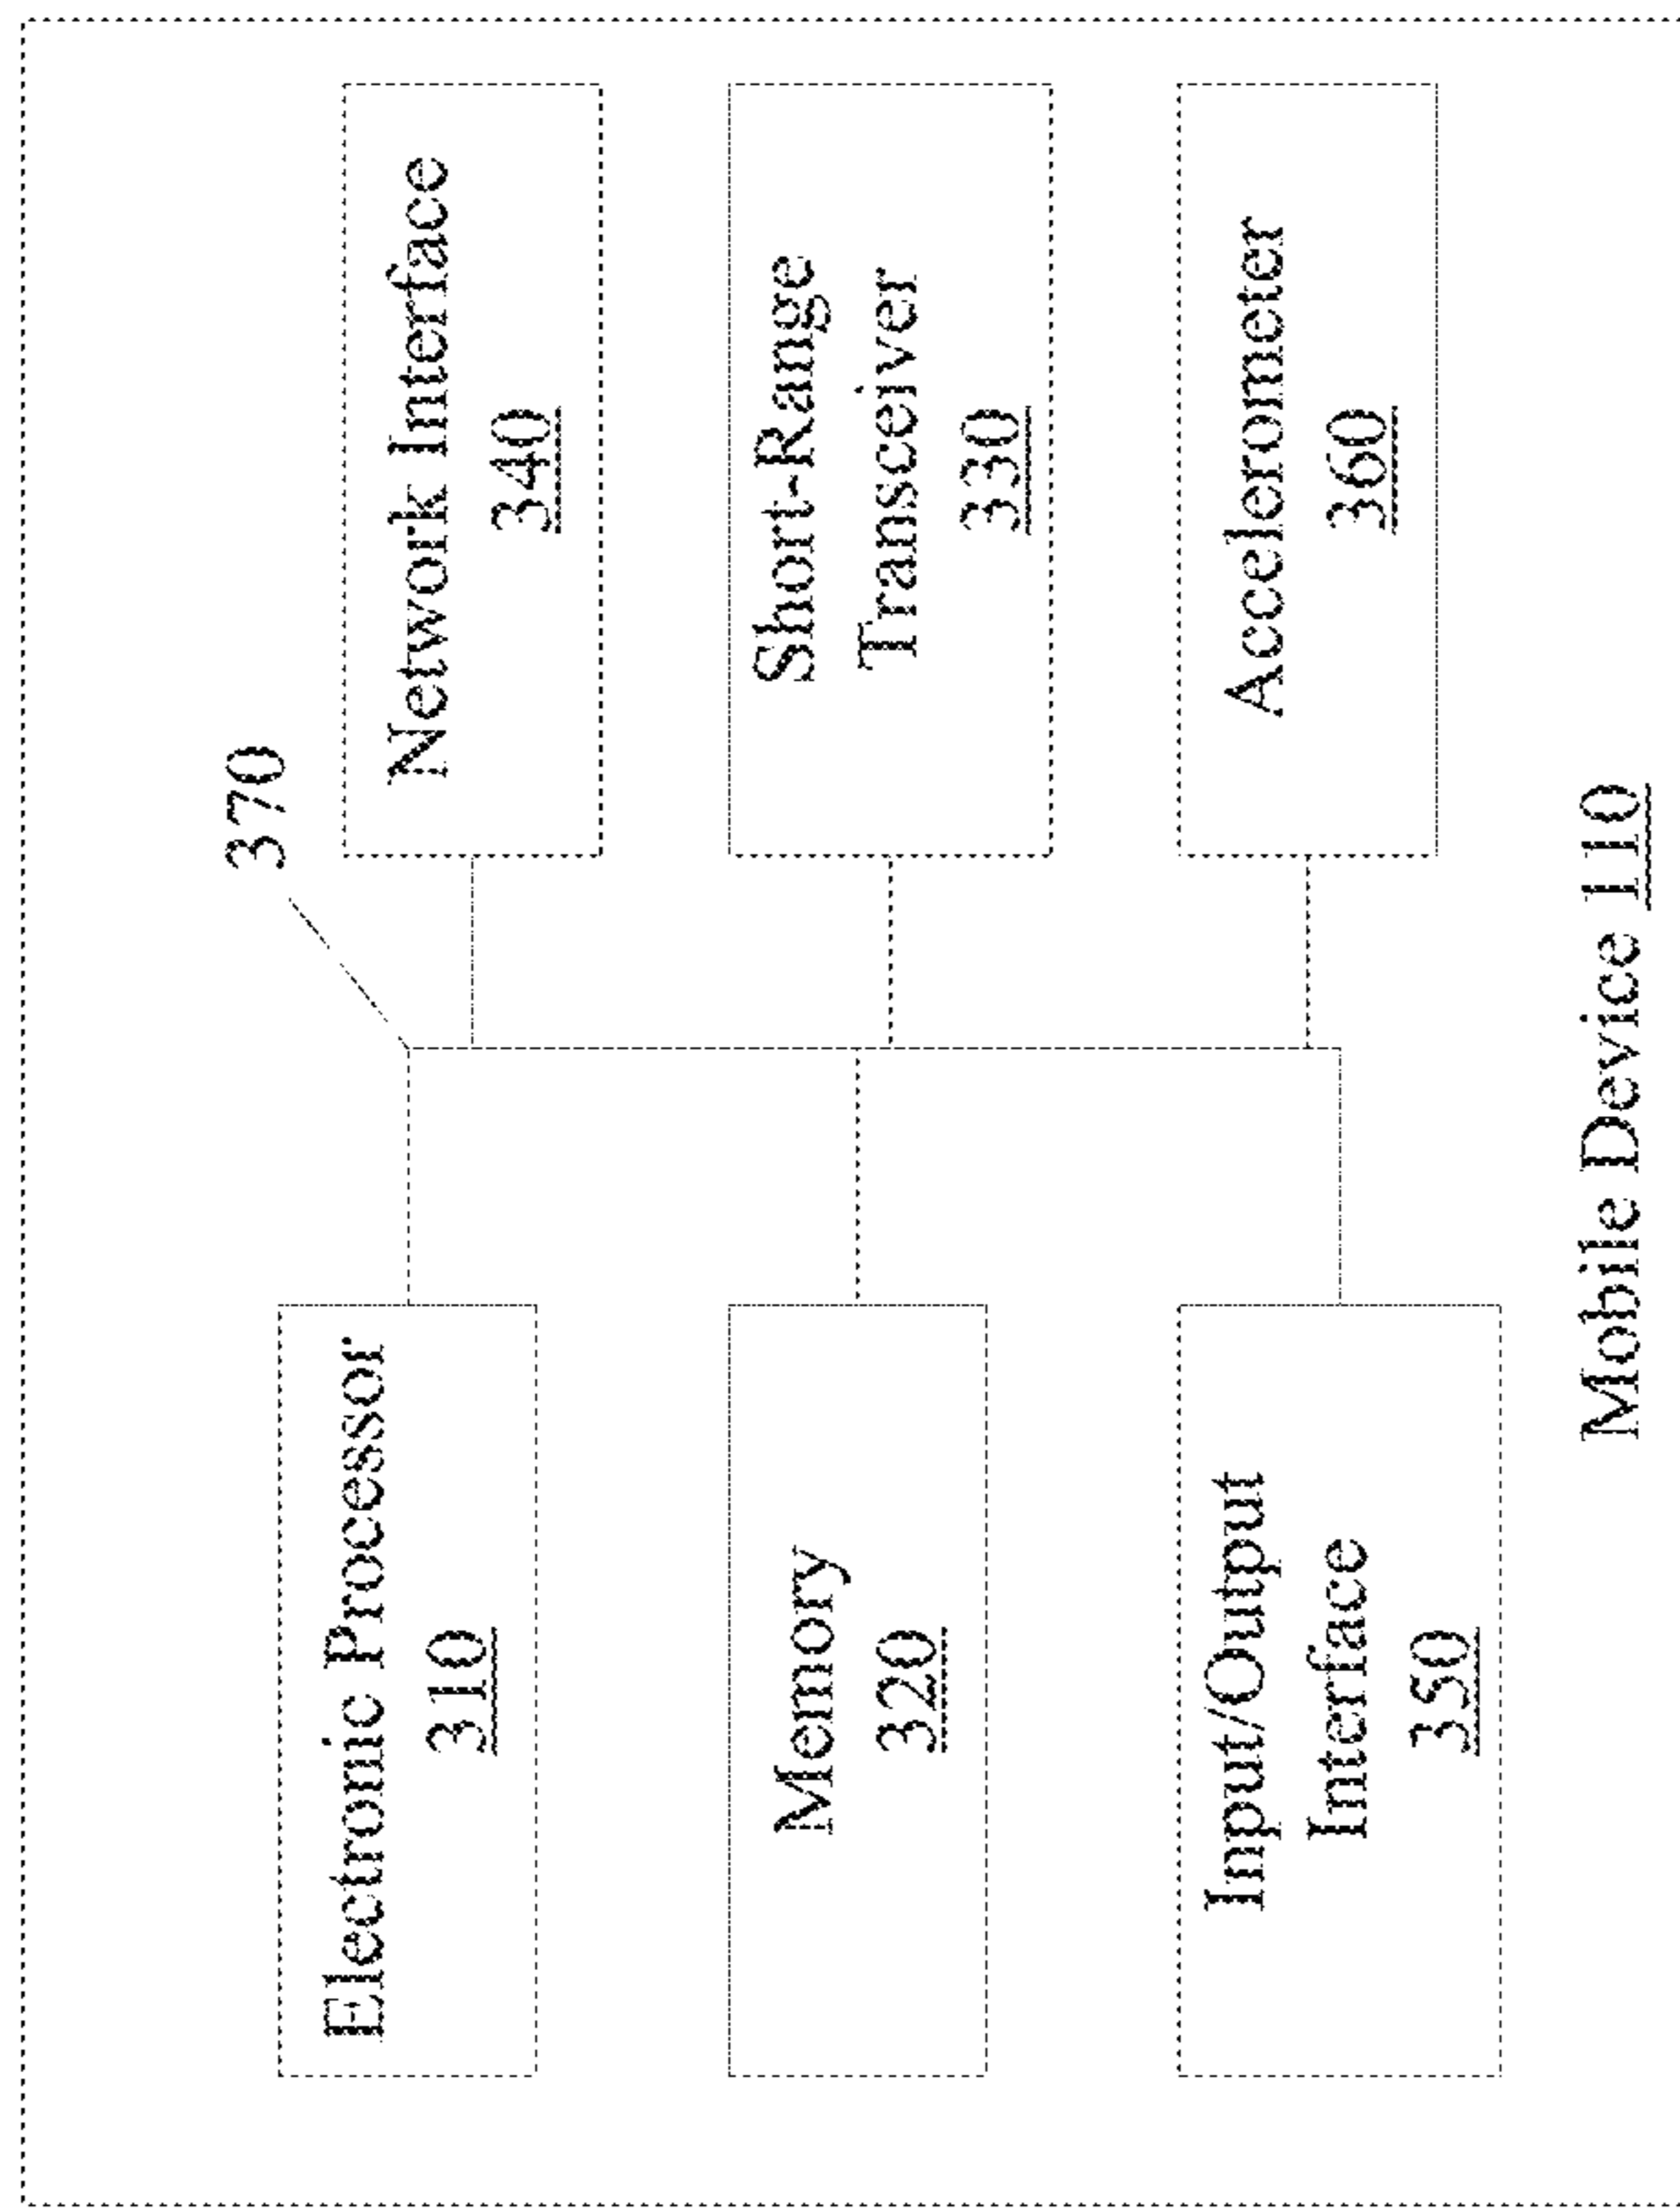 370
Electronic Processor
310
Network Interface
340
Memory
320
Short-Range
Transceiver
330
Input/Output
Interface
350
Accelerometer
360
Mobile Device 110